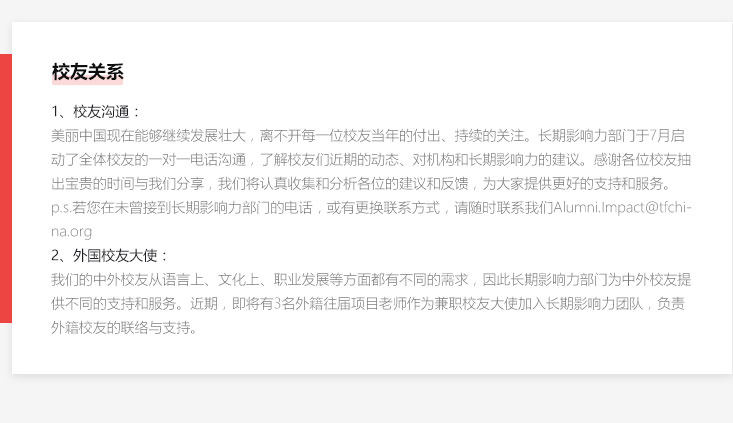 校友关系
1、校友沟通：
美丽中国现在能够继续发展壮大，离不开每一位校友当年的付出、持续的关注。长期影响力部门于7月启
动了全体校友的一对一电话沟通，了解校友们近期的动态、对机构和长期影响力的建议。感谢各位校友抽
出宝贵的时间与我们分享，我们将认真收集和分析各位的建议和反馈，为大家提供更好的支持和服务。
p.s.若您在未曾接到长期影响力部门的电话，或有更换联系方式，请随时联系我们Alumni.Impact@tfchi-
na.org
2、外国校友大使：
我们的中外校友从语言上、文化上、职业发展等方面都有不同的需求，因此长期影响力部门为中外校友提
供不同的支持和服务。近期，即将有3名外籍往届项目老师作为兼职校友大使加入长期影响力团队，负责
外籍校友的联络与支持。